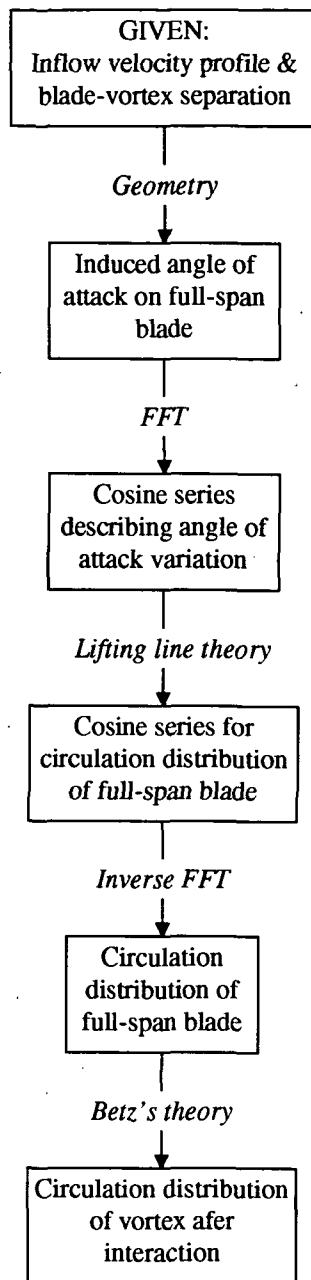 GIVEN:
Inflow velocity profile &
blade-vortex separation
Geometry
Induced angle of
attack on full-span
blade
FFT
Cosine series
describing angle of
attack variation
Lifting line theory
Cosine series for
circulation distribution
of full-span blade
Inverse FFT
Circulation
distribution of
full-span blade
Betz's theory
Circulation distribution
of vortex afer
interaction